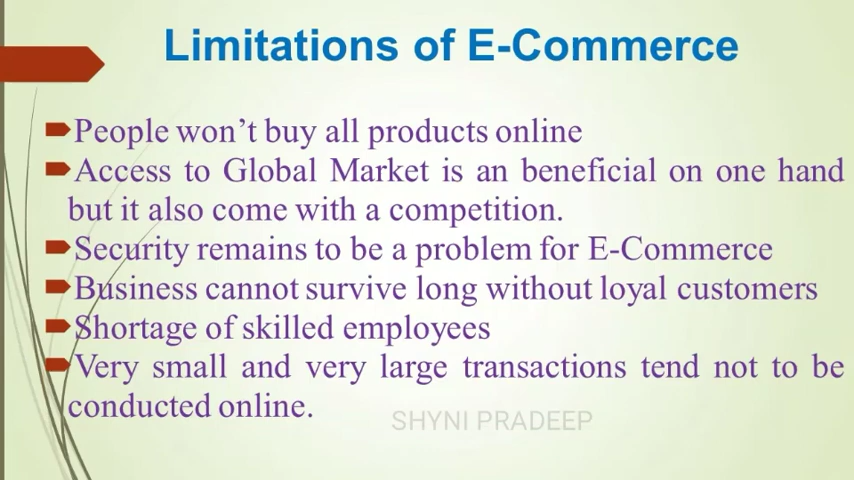 Limitations of E-Commerce
People won't buy all products online
Access to Global Market is an beneficial on one hand
but it also come with a competition.
Security remains to be a problem for E-Commerce
Business cannot survive long without loyal customers
Shortage of skilled employees
Very small and very large transactions tend not to be
conducted online.
SHYNI PRADEEP